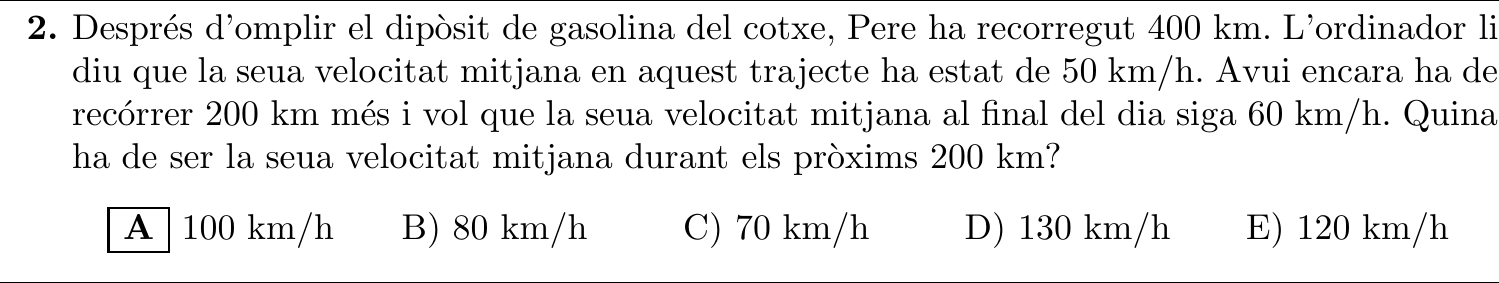 2. Després d’omplir el dipòsit de gasolina del cotxe, Pere ha recorregut 400 km. L’ordinador li
diu que la seua velocitat mitjana en aquest trajecte ha estat de 50 km/h. Avui encara ha de
recórrer 200 km més i vol que la seua velocitat mitjana al final del dia siga 60 km/h. Quina
ha de ser la seua velocitat mitjana durant els pròxims 200 km?
A 100 km/h B) 80 km/h C) 70 km/h D) 130 km/h E) 120 km/h